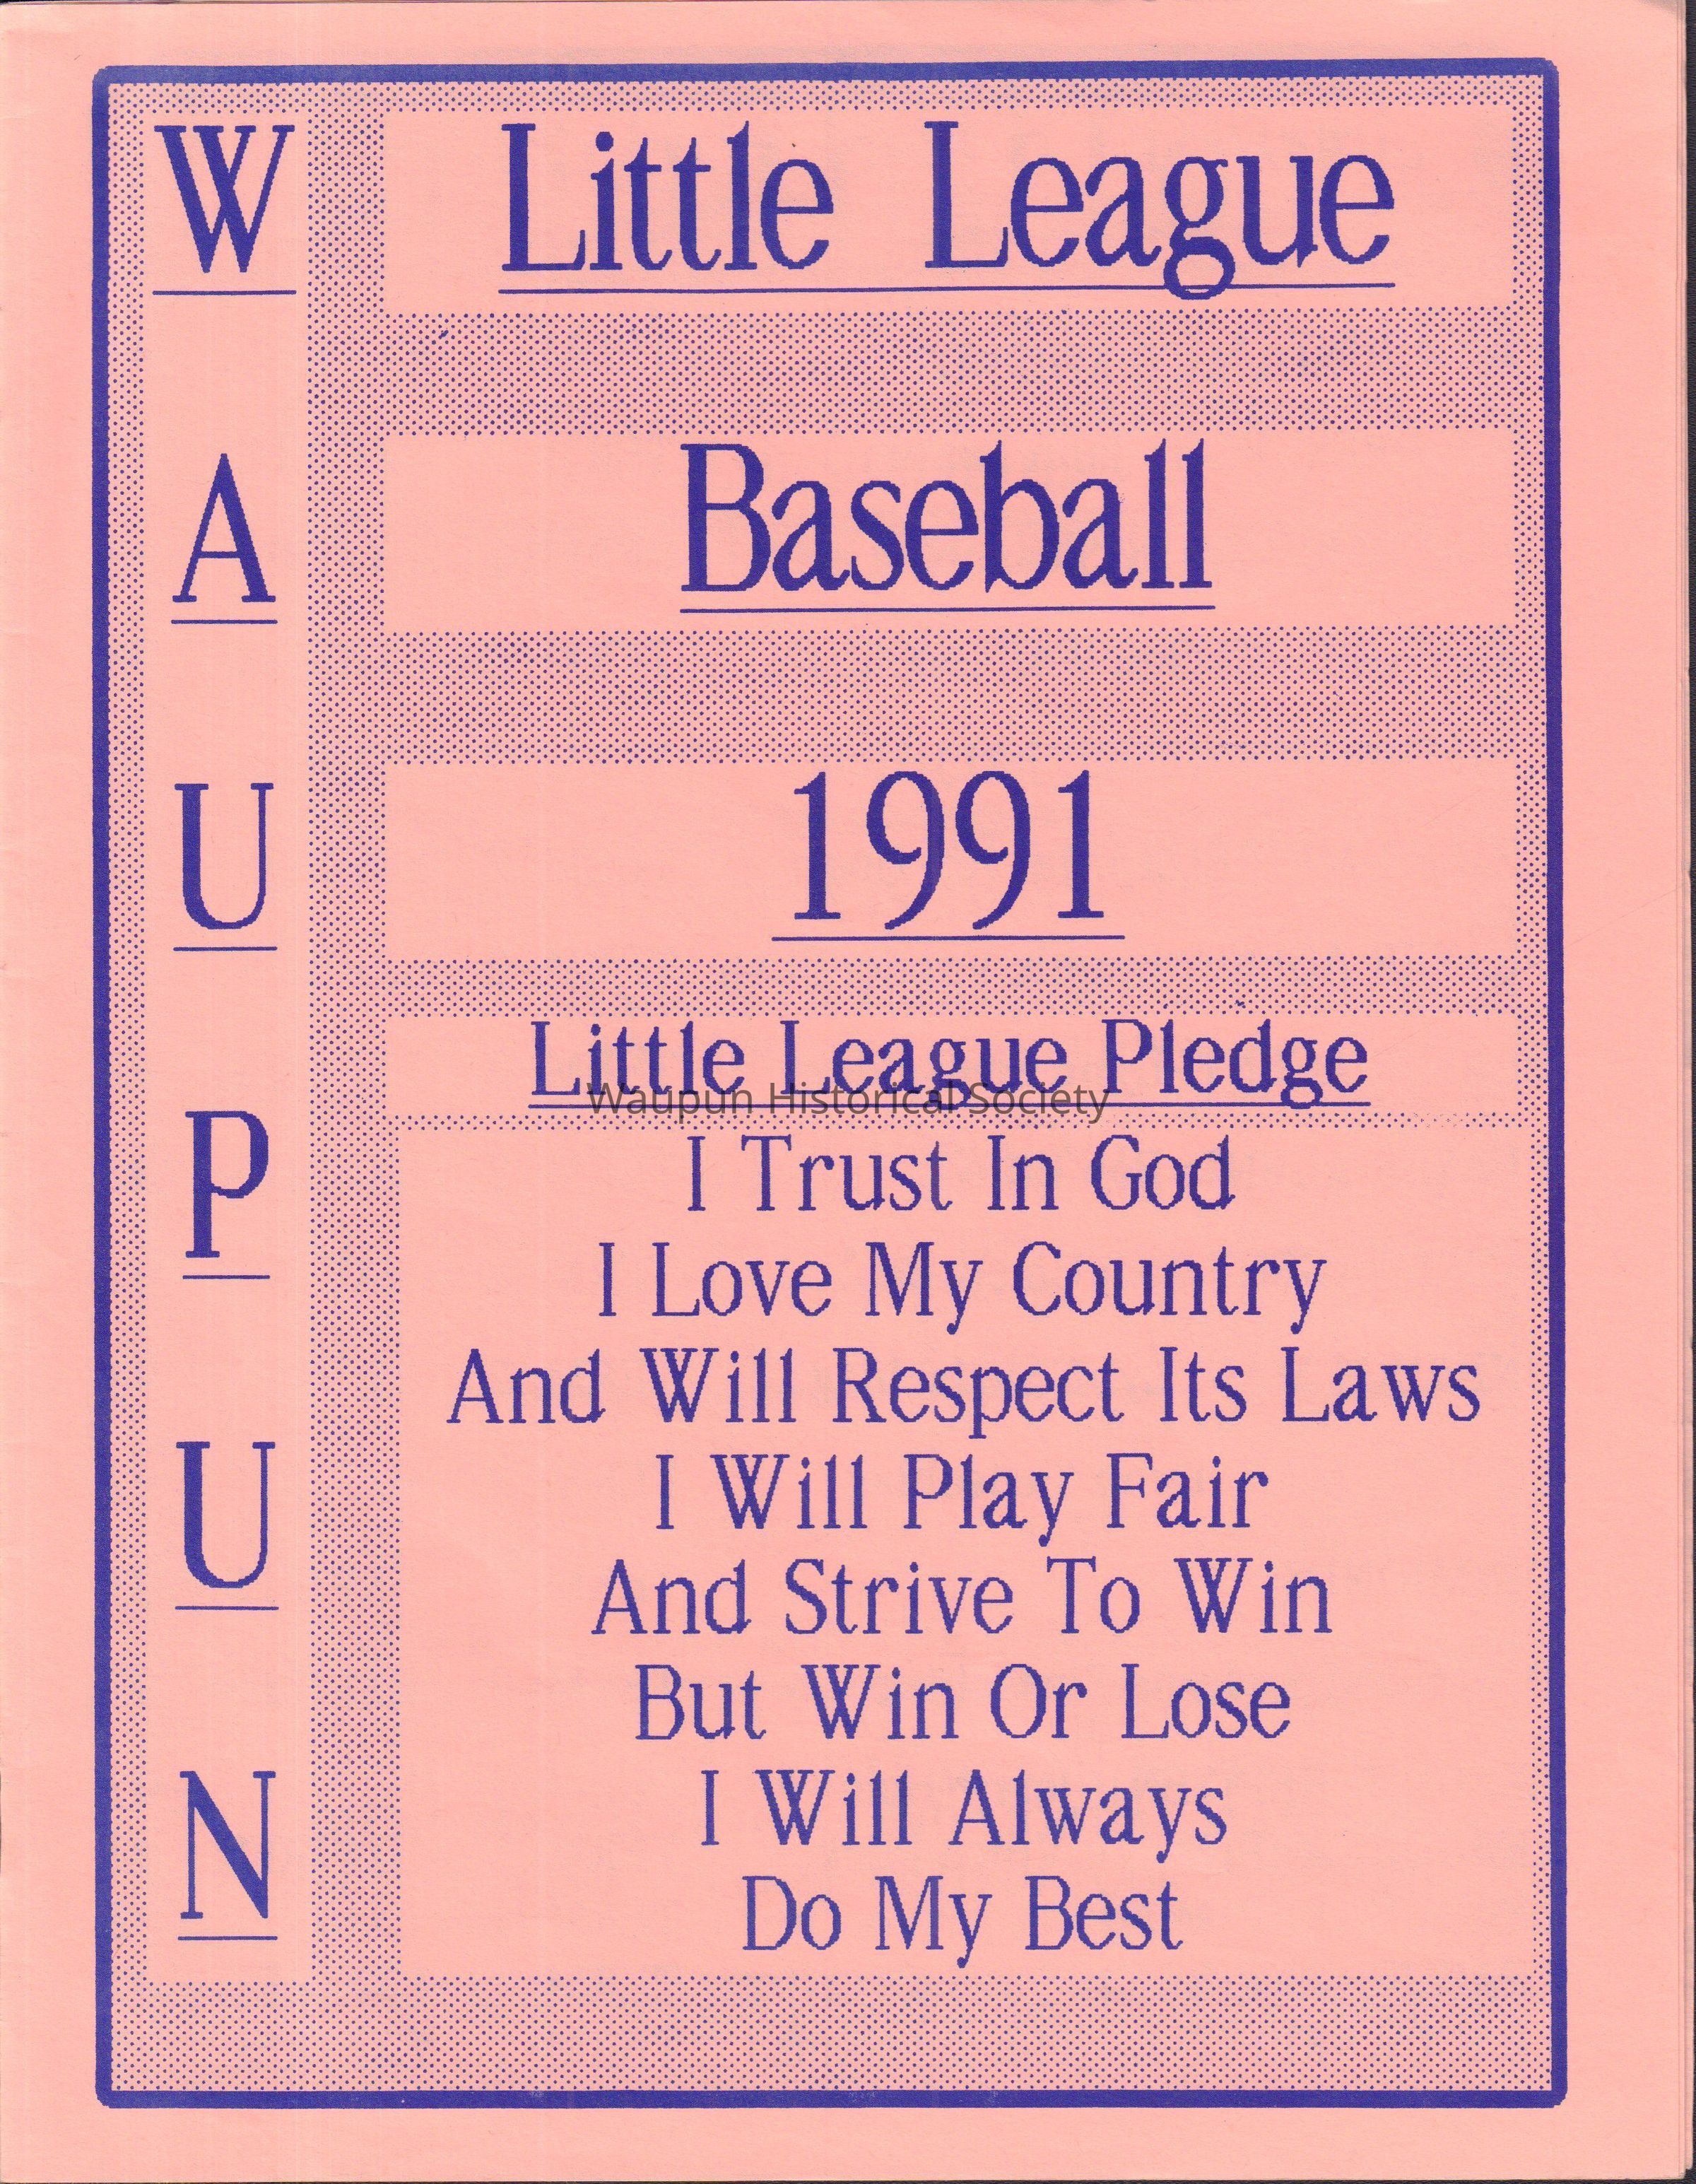 WAUPUN
Little League
Baseball
1991
Little League Pledge
Waupun Historical Society
I Trust In God
I Love My Country
And Will Respect Its Laws
I Will Play Fair
And Strive To Win
But Win Or Lose
I Will Always
Do My Best